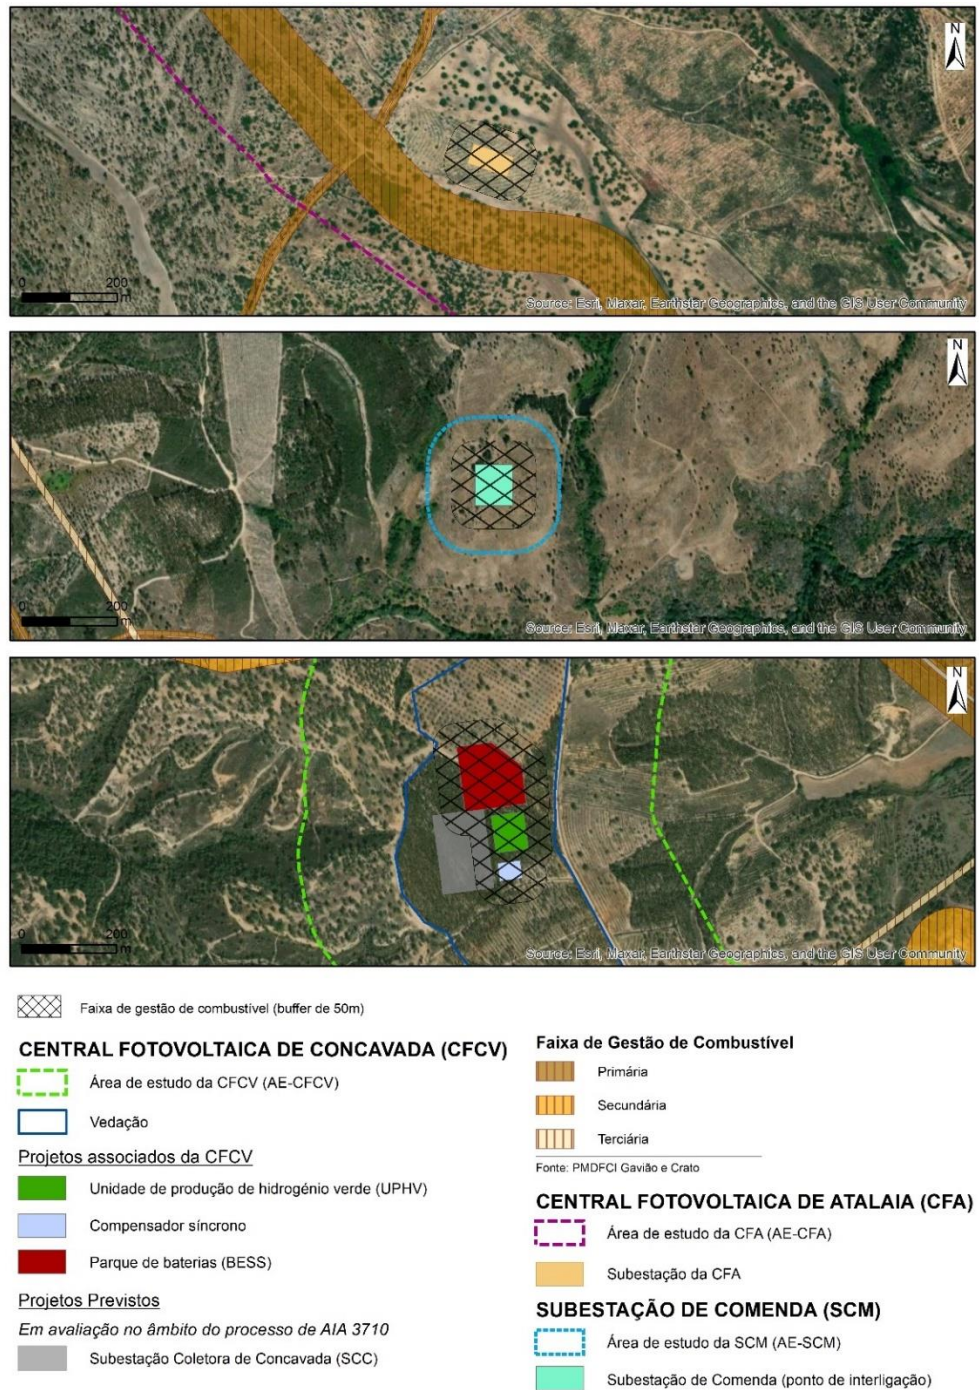 N
0 200
m
Source: Esri, Maxar, Earthstar Geographics, and the GIS User Community
N
0 200
m
Source: Esri, Maxar, Earthstar Geographics, and the GIS User Community
N
0 200
m
Source: Esri, Maxar, Earthstar Geographics, and the GIS User Community
Faixa de gestão de combustível (buffer de 50m)
CENTRAL FOTOVOLTAICA DE CONCAVADA (CFCV)
Área de estudo da CFCV (AE-CFCV)
Vedação
Projetos associados da CFCV
Unidade de produção de hidrogénio verde (UPHV)
Compensador síncrono
Parque de baterias (BESS)
Projetos Previstos
Em avaliação no âmbito do processo de AIA 3710
Subestação Coletora de Concavada (SCC)
Faixa de Gestão de Combustível
Primária
Secundária
Terciária
Fonte: PMDFCI Gavião e Crato
CENTRAL FOTOVOLTAICA DE ATALAIA (CFA)
Área de estudo da CFA (AE-CFA)
Subestação da CFA
SUBESTAÇÃO DE COMENDA (SCM)
Área de estudo da SCM (AE-SCM)
Subestação de Comenda (ponto de interligação)